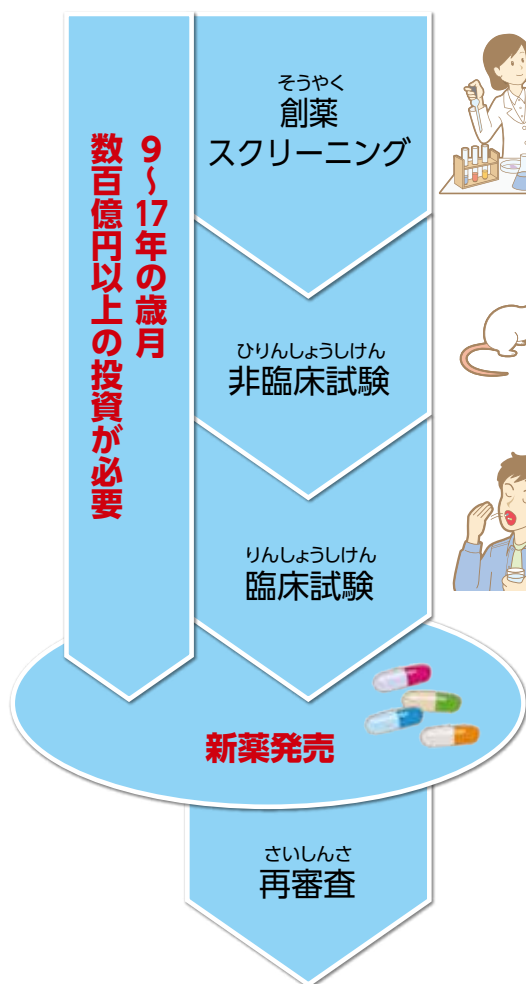 9〜17年の歳月
数百億円以上の投資が必要
そうやく
創薬
スクリーニング
ひりんしょうしけん
非臨床試験
りんしょうしけん
臨床試験
新薬発売
さいしんさ
再審査